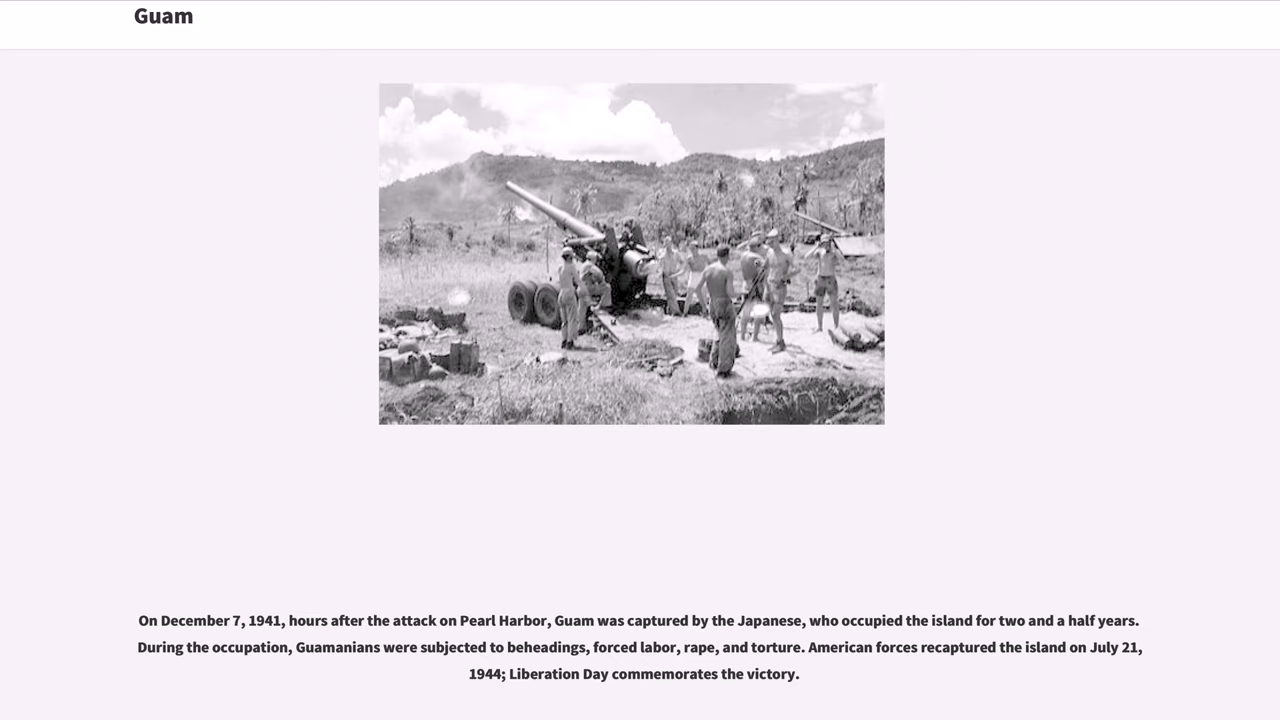 Guam
On December 7, 1941, hours after the attack on Pearl Harbor, Guam was captured by the Japanese, who occupied the island for two and a half years.
During the occupation, Guamanians were subjected to beheadings, forced labor, rape, and torture. American forces recaptured the island on July 21,
1944; Liberation Day commemorates the victory.